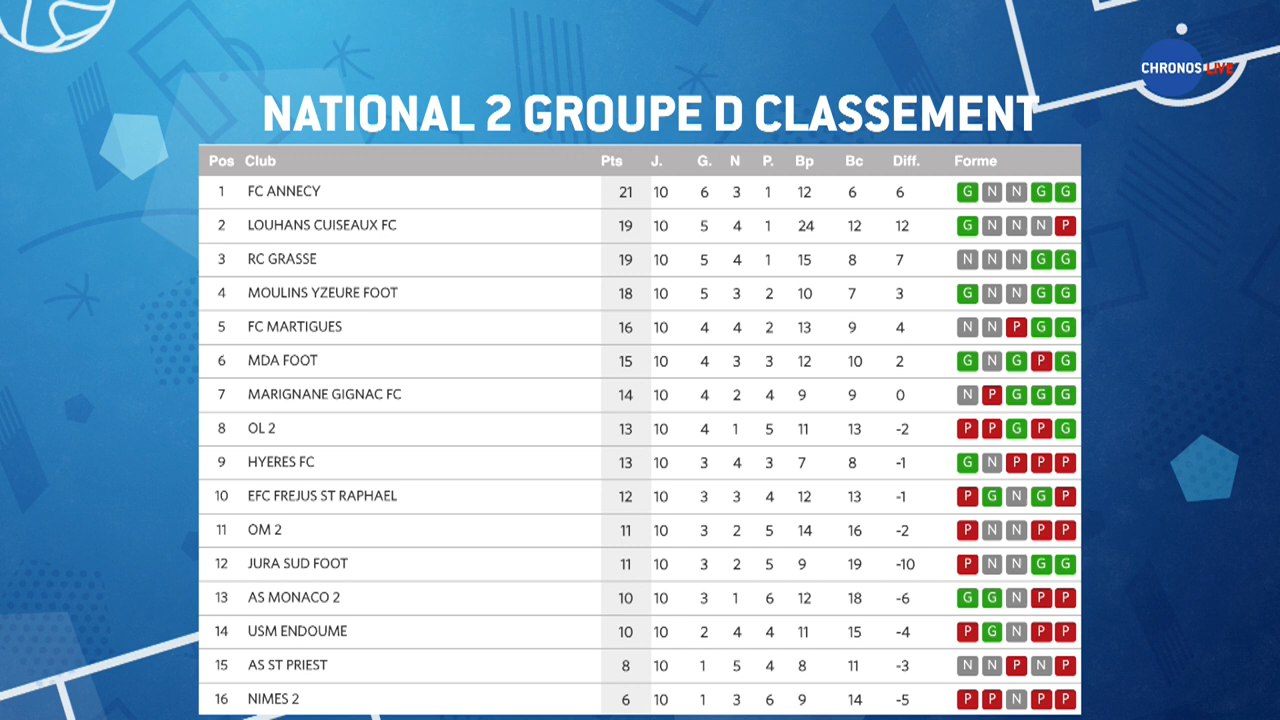 CHRONOS LIVE
NATIONAL 2 GROUPE D CLASSEMENT
Pos Club Pts J. G. N P. Bp Bc Diff. Forme
1 FC ANNECY 21 10 6 3 1 12 6 6 G N N G G
2 LOUHANS CUISEAUX FC 19 10 5 4 1 24 12 12 G N N N P
3 RC GRASSE 19 10 5 4 1 15 8 7 N N N G G
4 MOULINS YZEURE FOOT 18 10 5 3 2 10 7 3 G N N G G
5 FC MARTIGUES 16 10 4 4 2 13 9 4 N N P G G
6 MDA FOOT 15 10 4 3 3 12 10 2 G N G P G
7 MARIGNANE GIGNAC FC 14 10 4 2 4 9 9 0 N P G G G
8 OL 2 13 10 4 1 5 11 13 -2 P P G P G
9 HYERES FC 13 10 3 4 3 7 8 -1 G N P P P
10 EFC FREJUS ST RAPHAEL 12 10 3 3 4 12 13 -1 P G N G P
11 OM 2 11 10 3 2 5 14 16 -2 P N N P P
12 JURA SUD FOOT 11 10 3 2 5 9 19 -10 P N N G G
13 AS MONACO 2 10 10 3 1 6 12 18 -6 G G N P P
14 USM ENDOUME 10 10 2 4 4 11 15 -4 P G N P P
15 AS ST PRIEST 8 10 1 5 4 8 11 -3 N N P N P
16 NIMES 2 6 10 1 3 6 9 14 -5 P P N P P